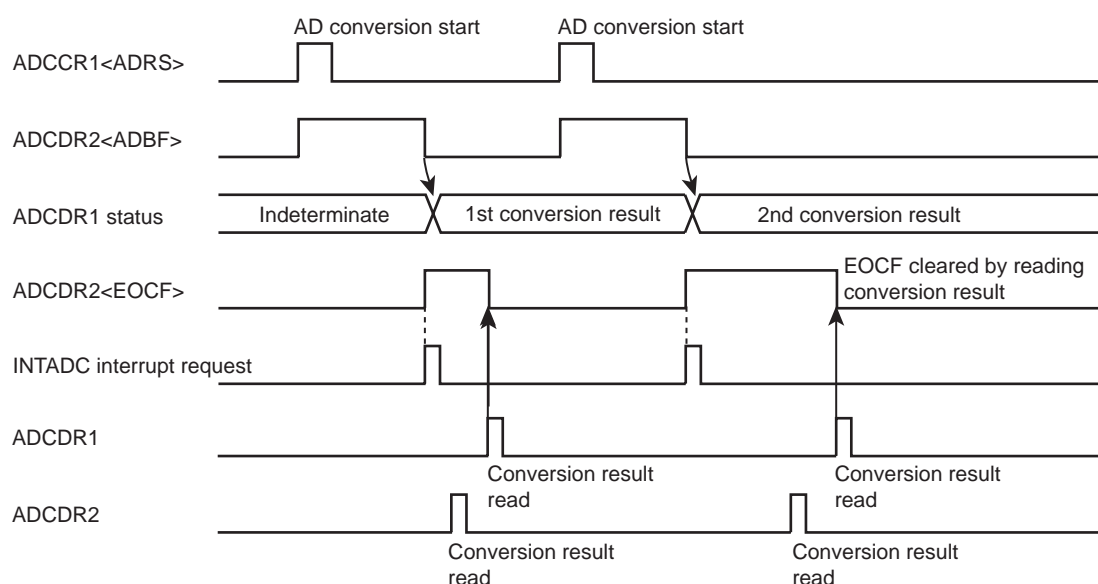 AD conversion start
AD conversion start
ADCCR1<ADRS>
ADCDR2<ADBF>
ADCDR1 status
Indeterminate
1st conversion result
2nd conversion result
EOCF cleared by reading
conversion result
ADCDR2<EOCF>
INTADC interrupt request
ADCDR1
Conversion result
read
Conversion result
read
ADCDR2
Conversion result
read
Conversion result
read